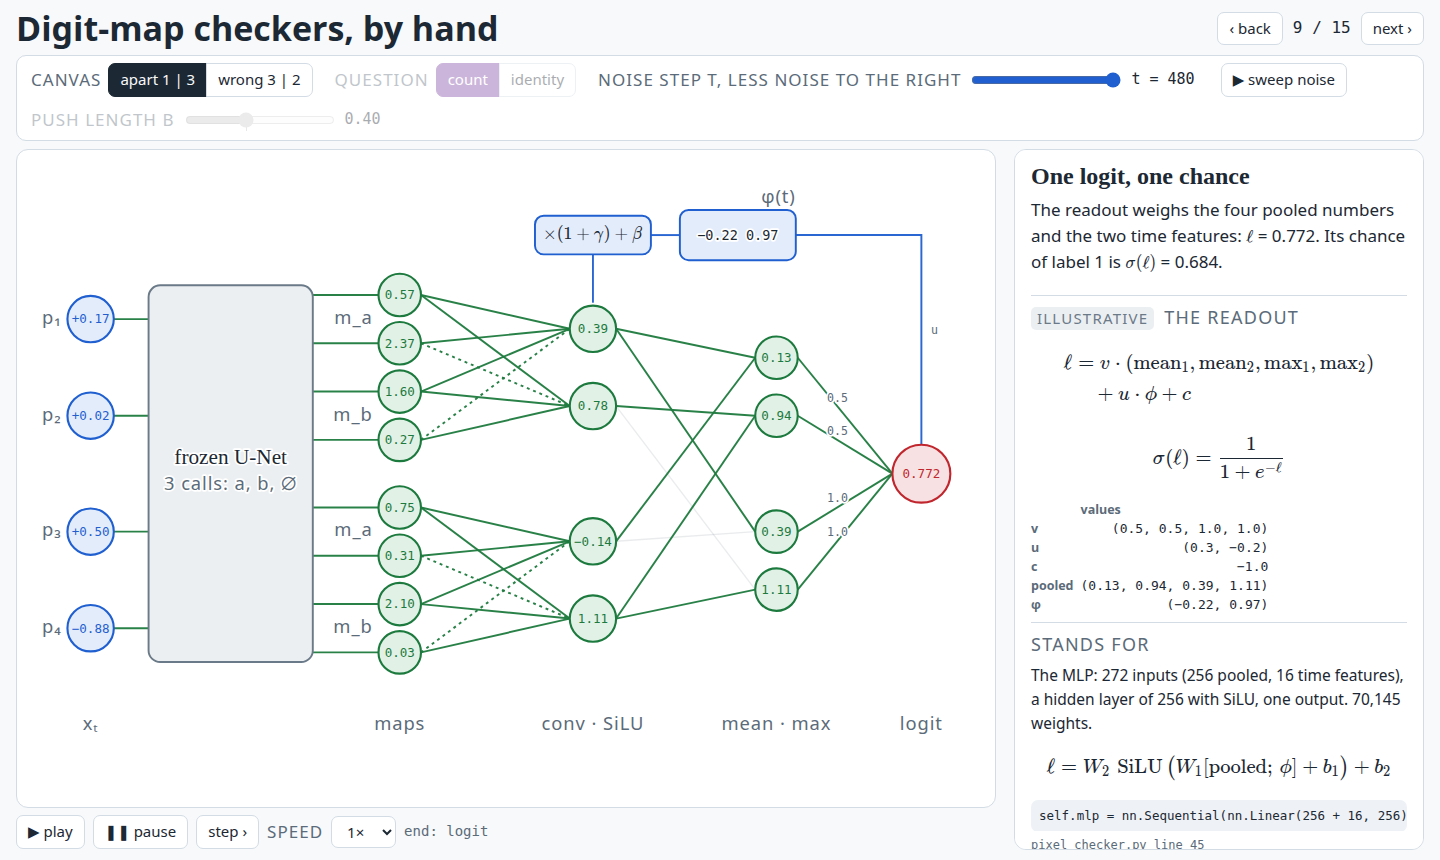 Digit-map checkers, by hand
‹ back 9 / 15 next ›
CANVAS apart 1 | 3 wrong 3 | 2 QUESTION count identity NOISE STEP T, LESS NOISE TO THE RIGHT t = 480 ▶ sweep noise
PUSH LENGTH B 0.40
φ(t)
×(1 + γ) + β −0.22 0.97
p₁ +0.17
p₂ +0.02
p₃ +0.50
p₄ −0.88
frozen U-Net
3 calls: a, b, ∅
0.57
m_a
2.37
1.60
m_b
0.27
0.75
m_a
0.31
2.10
m_b
0.03
0.39
0.78
−0.14
1.11
0.13
0.94
0.39
1.11
0.5
0.5
1.0
1.0
u
0.772
xₜ maps conv · SiLU mean · max logit
▶ play ❚❚ pause step › SPEED 1× end: logit
One logit, one chance
The readout weighs the four pooled numbers
and the two time features: ℓ = 0.772. Its chance
of label 1 is σ(ℓ) = 0.684.
ILLUSTRATIVE THE READOUT
ℓ = v · (mean₁, mean₂, max₁, max₂)
+ u · ϕ + c
σ(ℓ) = 1 / (1 + e^{−ℓ})
values
v (0.5, 0.5, 1.0, 1.0)
u (0.3, −0.2)
c −1.0
pooled (0.13, 0.94, 0.39, 1.11)
φ (−0.22, 0.97)
STANDS FOR
The MLP: 272 inputs (256 pooled, 16 time features),
a hidden layer of 256 with SiLU, one output. 70,145
weights.
ℓ = W₂ SiLU (W₁[pooled; ϕ] + b₁) + b₂
self.mlp = nn.Sequential(nn.Linear(256 + 16, 256)
pixel_checker.py line 45